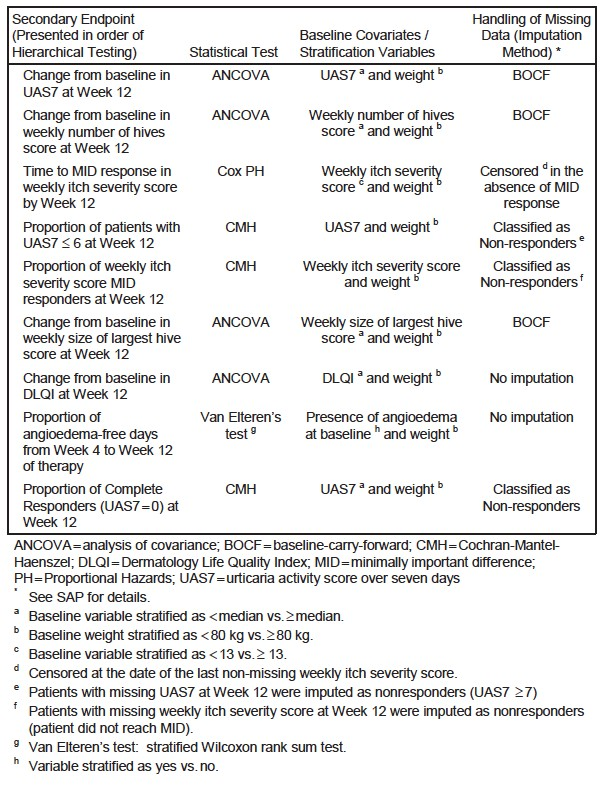 Secondary Endpoint (Presented in order of Hierarchical Testing) Statistical Test Baseline Covariates / Stratification Variables Handling of Missing Data (Imputation Method) *
Change from baseline in UAS7 at Week 12 ANCOVA UAS7 a and weight b BOCF
Change from baseline in weekly number of hives score at Week 12 ANCOVA Weekly number of hives score a and weight b BOCF
Time to MID response in weekly itch severity score by Week 12 Cox PH Weekly itch severity score c and weight b Censored d in the absence of MID response
Proportion of patients with UAS7 ≤ 6 at Week 12 CMH UAS7 and weight b Classified as Non-responders e
Proportion of weekly itch severity score MID responders at Week 12 CMH Weekly itch severity score and weight b Classified as Non-responders f
Change from baseline in weekly size of largest hive score at Week 12 ANCOVA Weekly size of largest hive score a and weight b BOCF
Change from baseline in DLQI at Week 12 ANCOVA DLQI a and weight b No imputation
Proportion of angioedema-free days from Week 4 to Week 12 of therapy Van Elteren's test g Presence of angioedema at baseline h and weight b No imputation
Proportion of Complete Responders (UAS7=0) at Week 12 CMH UAS7 a and weight b Classified as Non-responders
ANCOVA=analysis of covariance; BOCF=baseline-carry-forward; CMH=Cochran-Mantel-
Haenszel; DLQI=Dermatology Life Quality Index; MID=minimally important difference;
PH=Proportional Hazards; UAS7=urticaria activity score over seven days
* See SAP for details.
a Baseline variable stratified as <median vs. ≥median.
b Baseline weight stratified as <80 kg vs. ≥80 kg.
c Baseline variable stratified as <13 vs. ≥ 13.
d Censored at the date of the last non-missing weekly itch severity score.
e Patients with missing UAS7 at Week 12 were imputed as nonresponders (UAS7 ≥7)
f Patients with missing weekly itch severity score at Week 12 were imputed as nonresponders
(patient did not reach MID).
g Van Elteren's test: stratified Wilcoxon rank sum test.
h Variable stratified as yes vs. no.